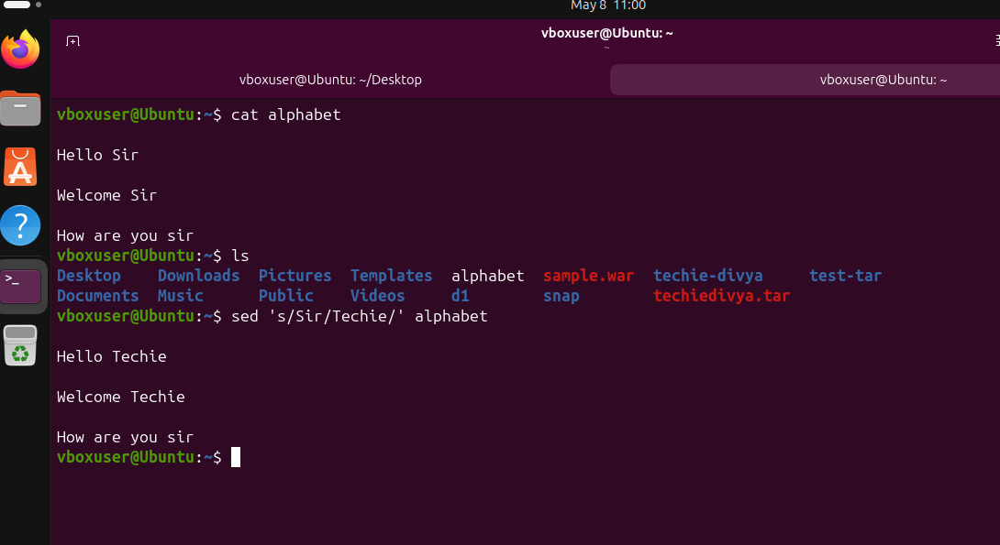 May 8 11:00
vboxuser@Ubuntu: ~
~
vboxuser@Ubuntu: ~/Desktop
vboxuser@Ubuntu: ~
vboxuser@Ubuntu:~$ cat alphabet
Hello Sir
Welcome Sir
How are you sir
vboxuser@Ubuntu:~$ ls
Desktop Downloads Pictures Templates alphabet sample.war techie-divya test-tar
Documents Music Public Videos d1 snap techiedivya.tar
vboxuser@Ubuntu:~$ sed 's/Sir/Techie/' alphabet
Hello Techie
Welcome Techie
How are you sir
vboxuser@Ubuntu:~$